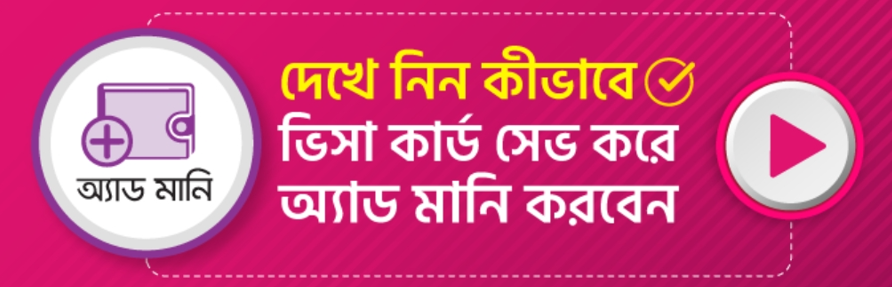 অ্যাড মানি
দেখে নিন কীভাবে
ভিসা কার্ড সেভ করে
অ্যাড মানি করবেন